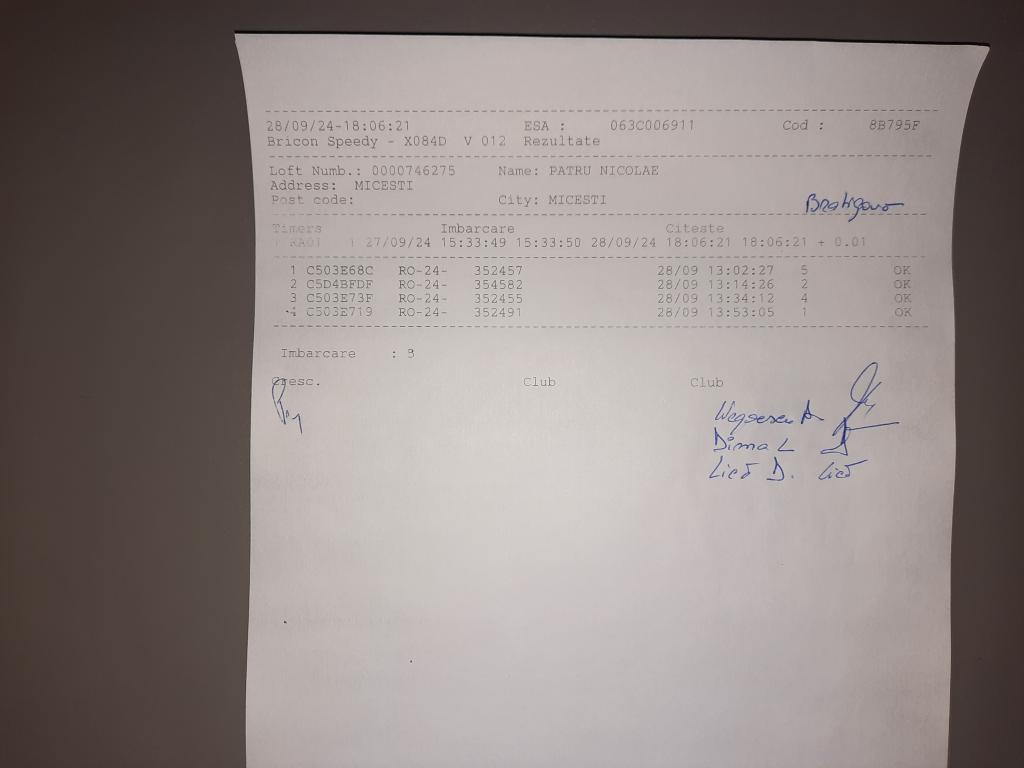 28/09/24-18:06:21 ESA : 063C006911 Cod : 8B795F
Bricon Speedy - X084D V 012 Rezultate
Loft Numb.: 0000746275 Name: PATRU NICOLAE
Address: MICESTI
Post code: City: MICESTI
Timers Imbarcare Citeste
RA01 1 27/09/24 15:33:49 15:33:50 28/09/24 18:06:21 18:06:21 + 0.01
1 C503E68C RO-24- 352457 28/09 13:02:27 5 OK
2 C5D4BFDF RO-24- 354582 28/09 13:14:26 2 OK
3 C503E73F RO-24- 352455 28/09 13:34:12 4 OK
4 C503E719 RO-24- 352491 28/09 13:53:05 1 OK
Imbarcare :
Cresc. Club Club
Dima L